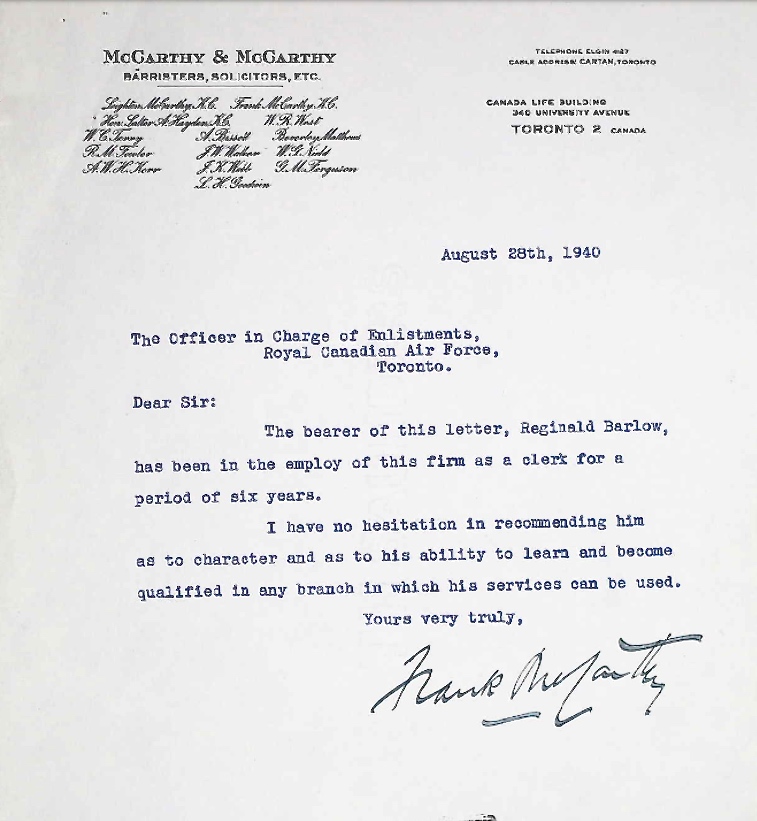 McCarthy & McCarthy
BARRISTERS, SOLICITORS, ETC.
Leighton McCarthy, K.C. Frank McCarthy, K.C.
Hon. Salter A. Hayden, K.C. W.R. West
W.C. Terry A. Bissett Beverley Matthews
R.M. Fowler J.W. Walker W.G. Nield
A.W.H. Kerr J.K. Webb G.M. Ferguson
L.H. Goodwin
TELEPHONE ELGIN 4127
CABLE ADDRESS CARTAN, TORONTO
CANADA LIFE BUILDING
340 UNIVERSITY AVENUE
TORONTO 2 CANADA
August 28th, 1940
The Officer in Charge of Enlistments,
Royal Canadian Air Force,
Toronto.
Dear Sir:
The bearer of this letter, Reginald Barlow,
has been in the employ of this firm as a clerk for a
period of six years.
I have no hesitation in recommending him
as to character and as to his ability to learn and become
qualified in any branch in which his services can be used.
Yours very truly,
Frank McCarthy